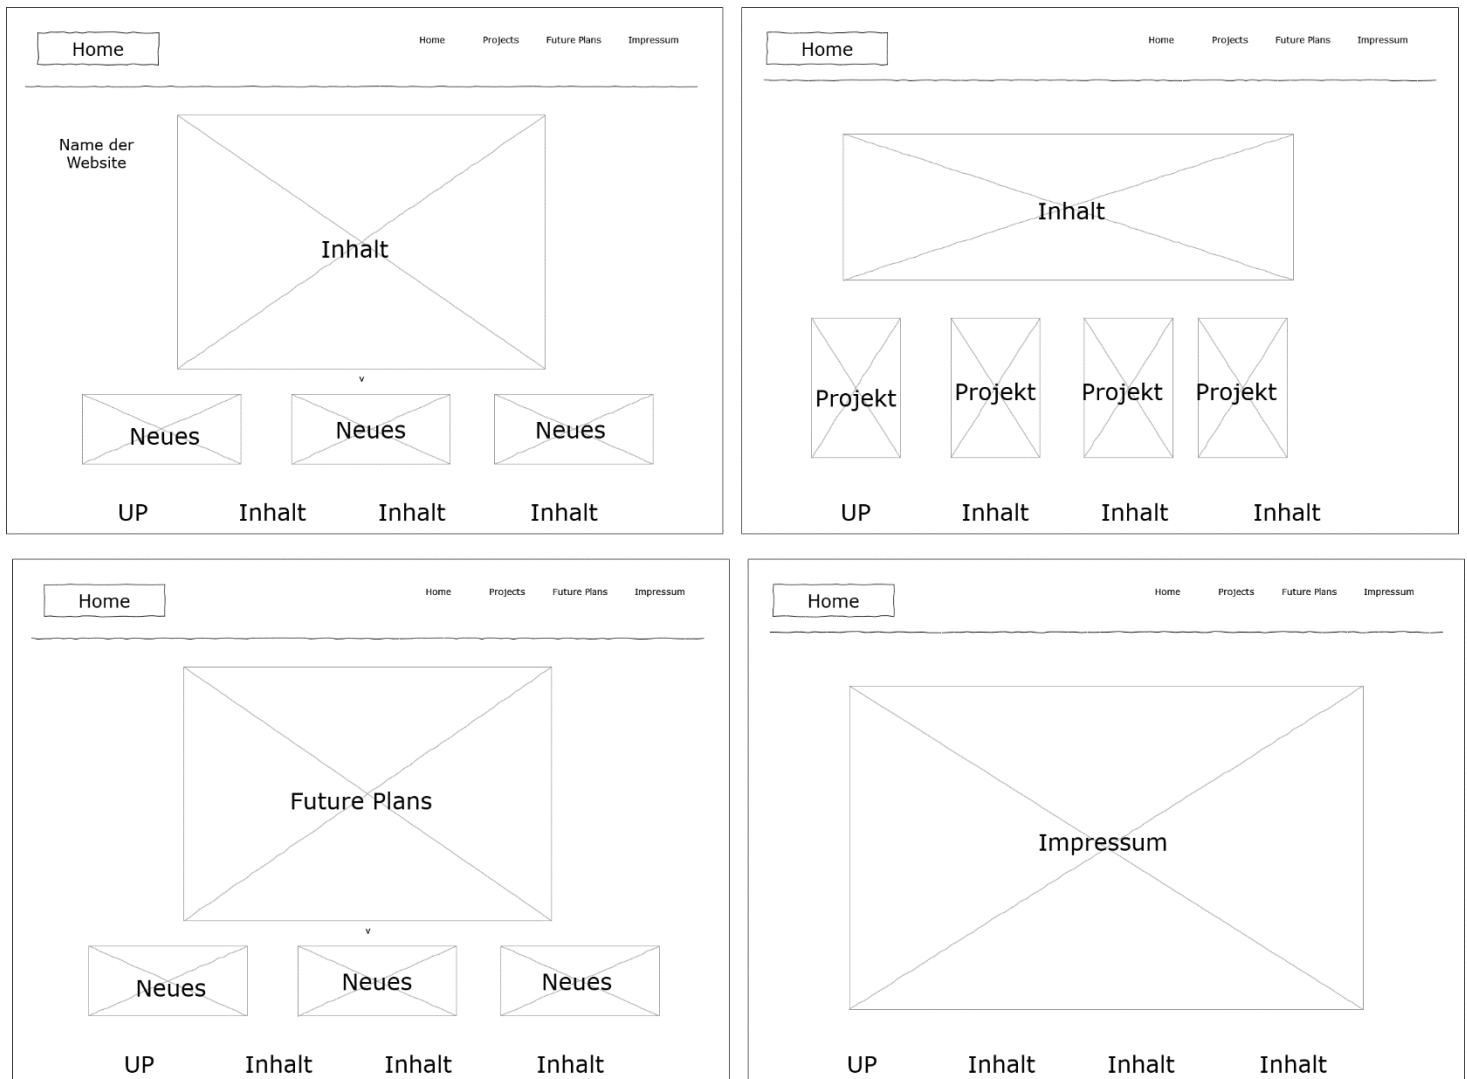 Home
Home Projects Future Plans Impressum
Name der
Website
Inhalt
v
Neues Neues Neues
UP Inhalt Inhalt Inhalt
Home
Home Projects Future Plans Impressum
Inhalt
Projekt Projekt Projekt Projekt
UP Inhalt Inhalt Inhalt
Home
Home Projects Future Plans Impressum
Future Plans
v
Neues Neues Neues
UP Inhalt Inhalt Inhalt
Home
Home Projects Future Plans Impressum
Impressum
UP Inhalt Inhalt Inhalt